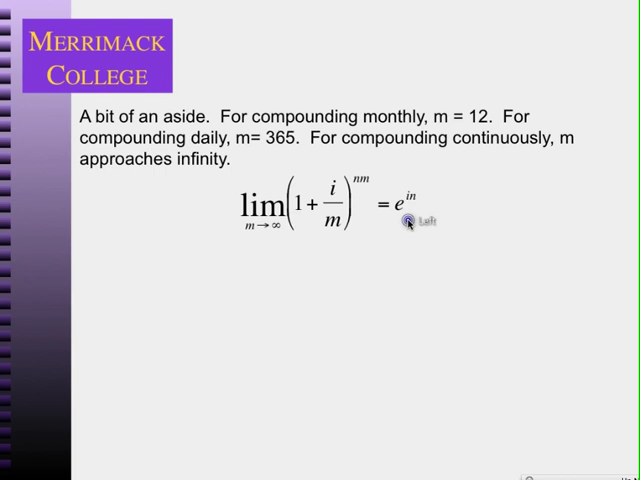 MERRIMACK
COLLEGE
A bit of an aside. For compounding monthly, m = 12. For
compounding daily, m= 365. For compounding continuously, m
approaches infinity.
lim m→∞ (1 + i/m)^nm = e^in
Left